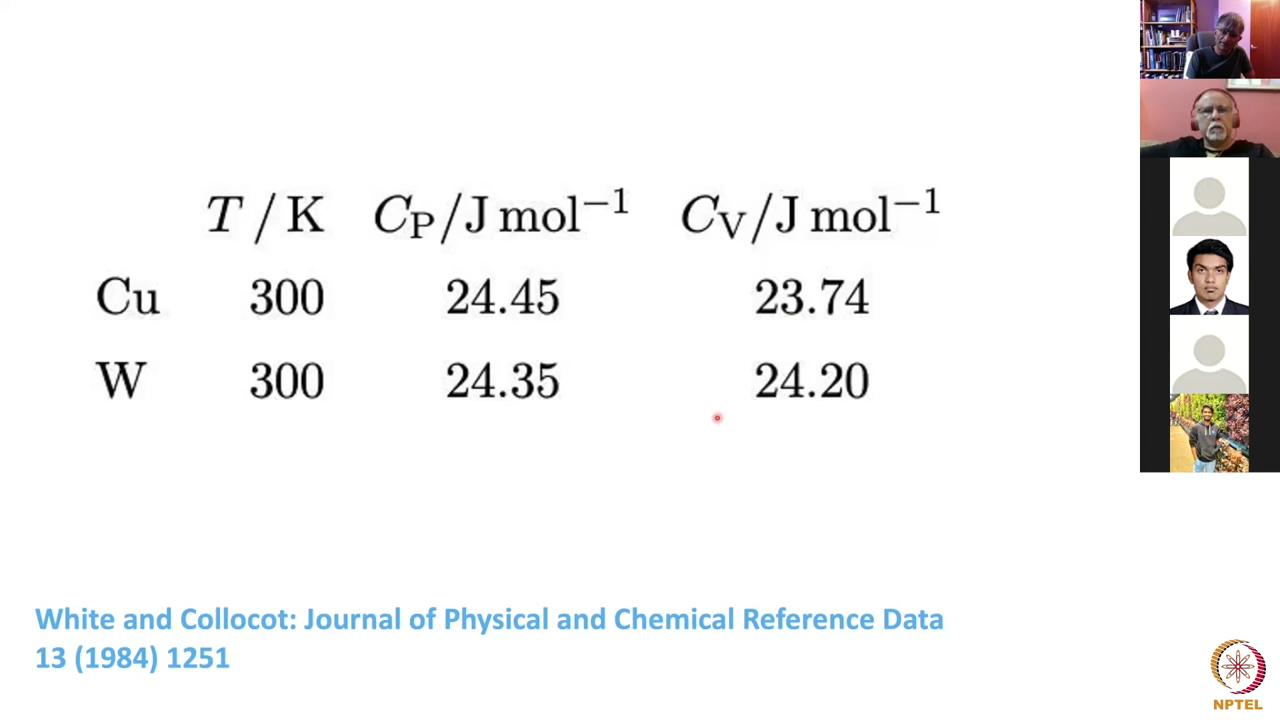 T / K C_P/J mol⁻¹ C_V/J mol⁻¹
Cu 300 24.45 23.74
W 300 24.35 24.20
White and Collocot: Journal of Physical and Chemical Reference Data
13 (1984) 1251
NPTEL